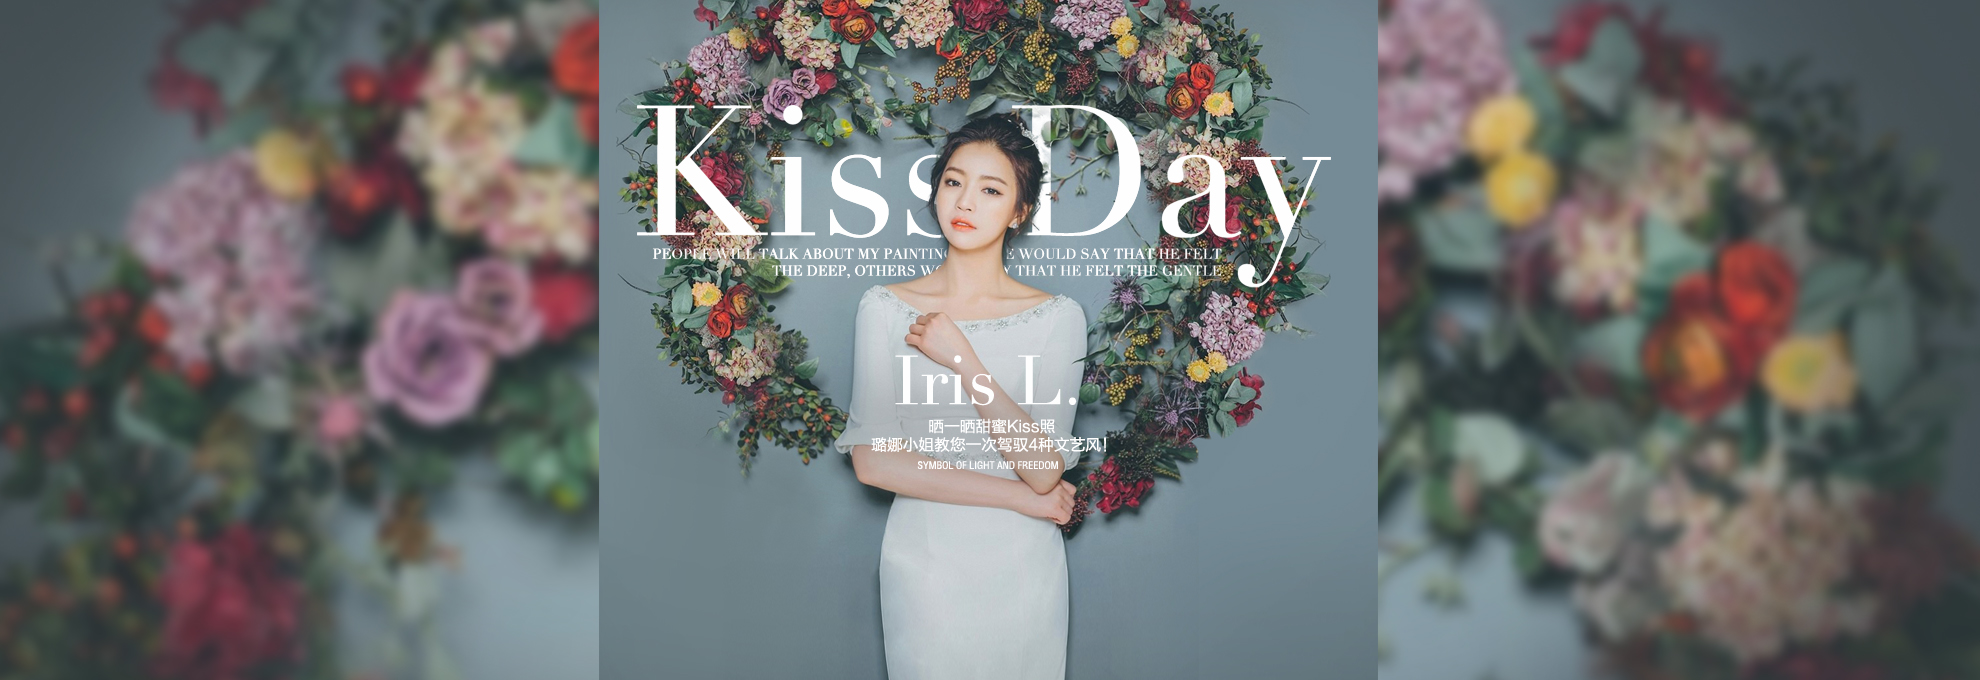 Kiss Day
PEOPLE WILL TALK ABOUT MY PAINTING WOULD SAY THAT HE FELT
THE DEEP, OTHERS THAT HE FELT THE GENTLE
Iris L.
晒一晒甜蜜Kiss照
璐娜小姐教您一次驾驭4种文艺风!
SYMBOL OF LIGHT AND FREEDOM